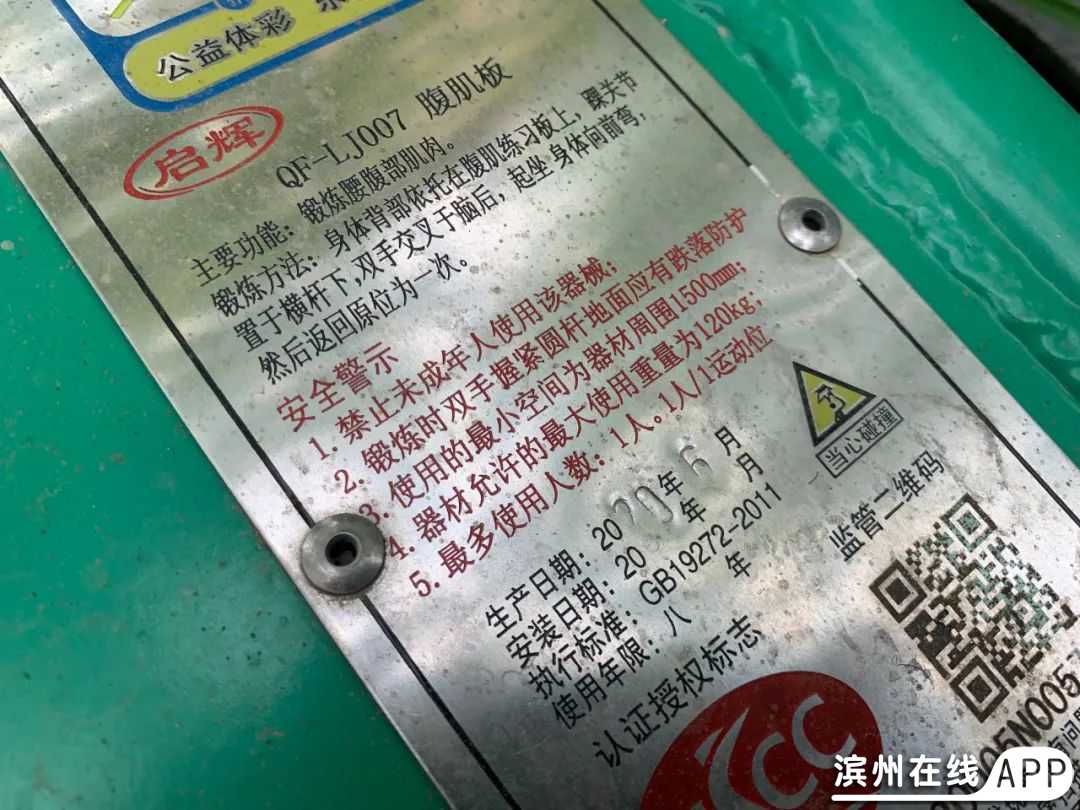 公益体彩 乐
启辉
QF-LJ007 腹肌板
主要功能：锻炼腰腹部肌肉。
锻炼方法：身体背部依托在腹肌练习板上，踝关节
置于横杆下，双手交叉于脑后，起坐 身体向前弯，
然后返回原位为一次。
安全警示
1. 禁止未成年人使用该器械；
2. 锻炼时双手握紧圆杆地面应有跌落防护
3. 使用的最小空间为器材周围1500mm；
4. 器材允许的最大使用重量为120kg；
5. 最多使用人数：1人。1人/1运动位
当心碰撞
生产日期：2020年6月
安装日期：20 年 月
执行标准：GB19272-2011
使用年限：八 年
监管二维码
认证授权标志
05N005
滨州在线 APP